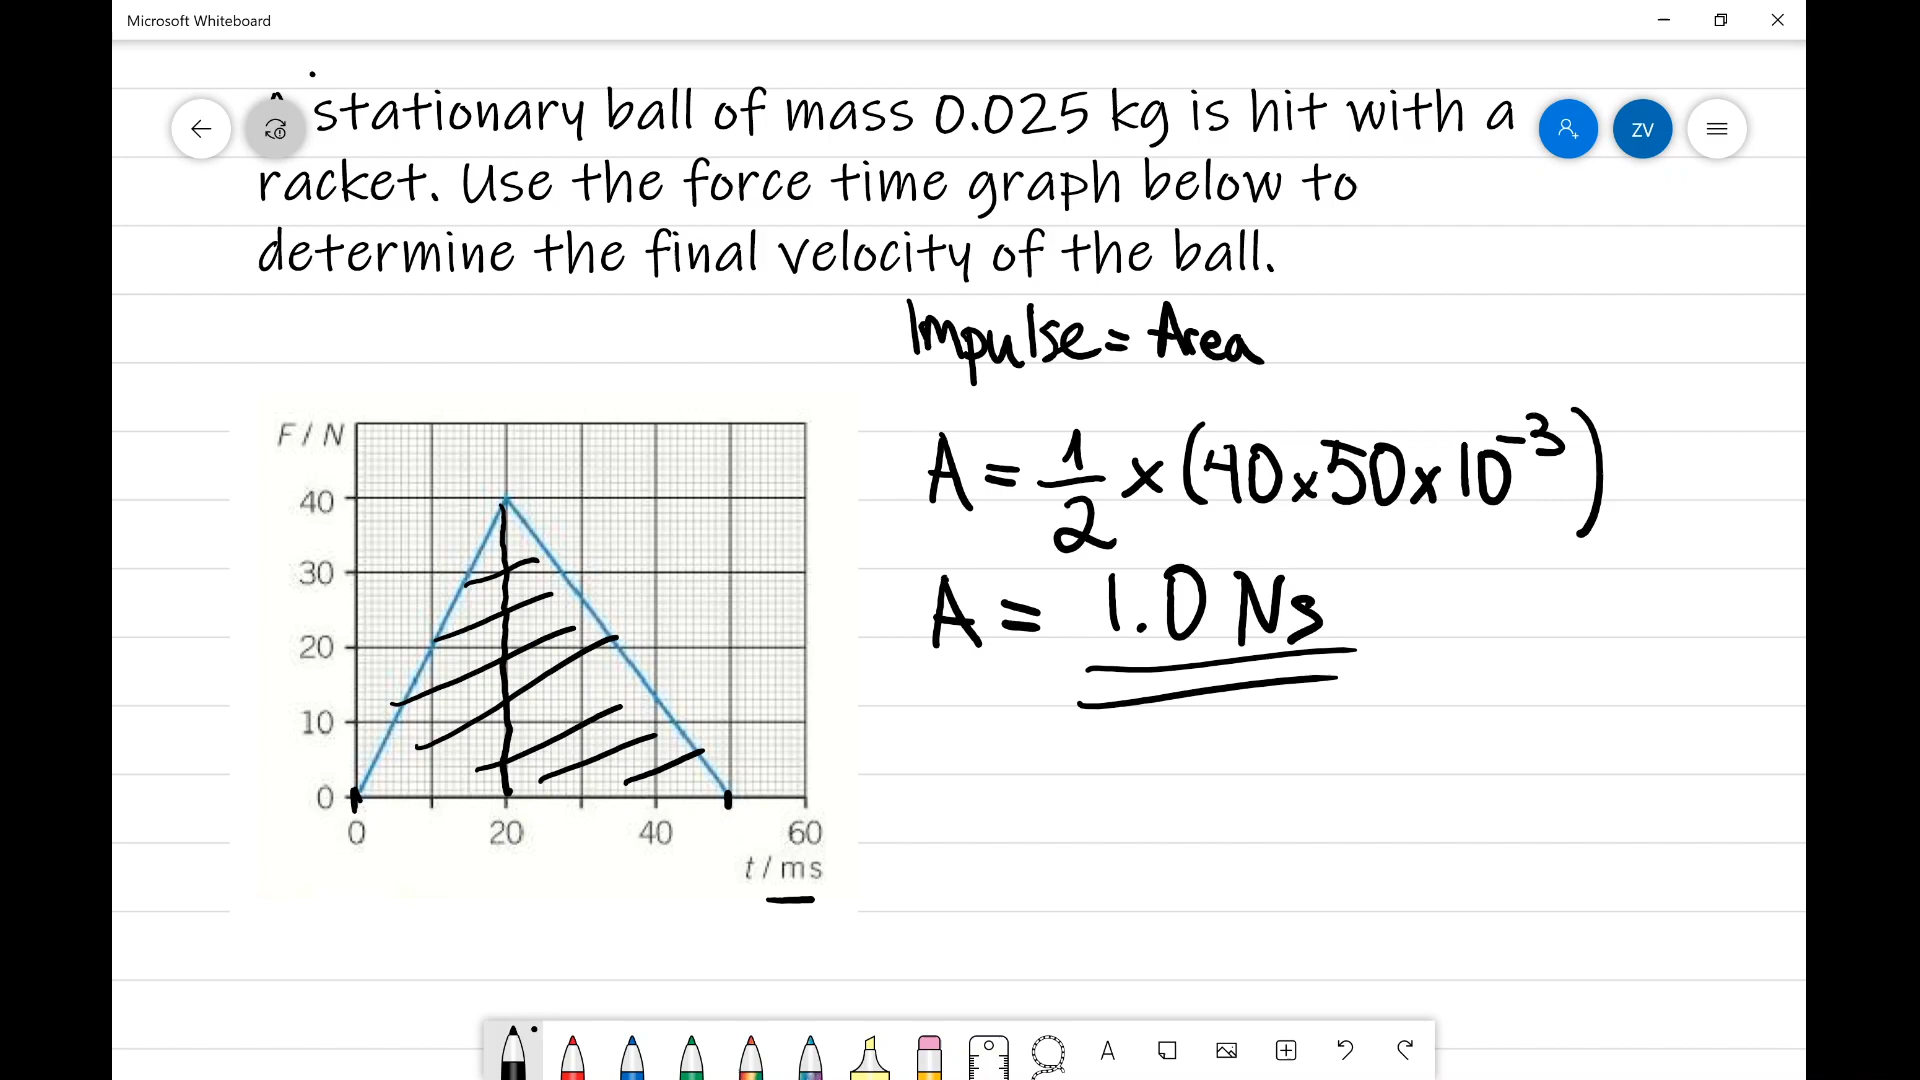 Microsoft Whiteboard
stationary ball of mass 0.025 kg is hit with a
racket. Use the force time graph below to
determine the final velocity of the ball.
ZV
Impulse = Area
A = 1/2 × (40×50×10⁻³)
A = 1.0 Ns
F / N
40
30
20
10
0
0 20 40 60
t / ms
A